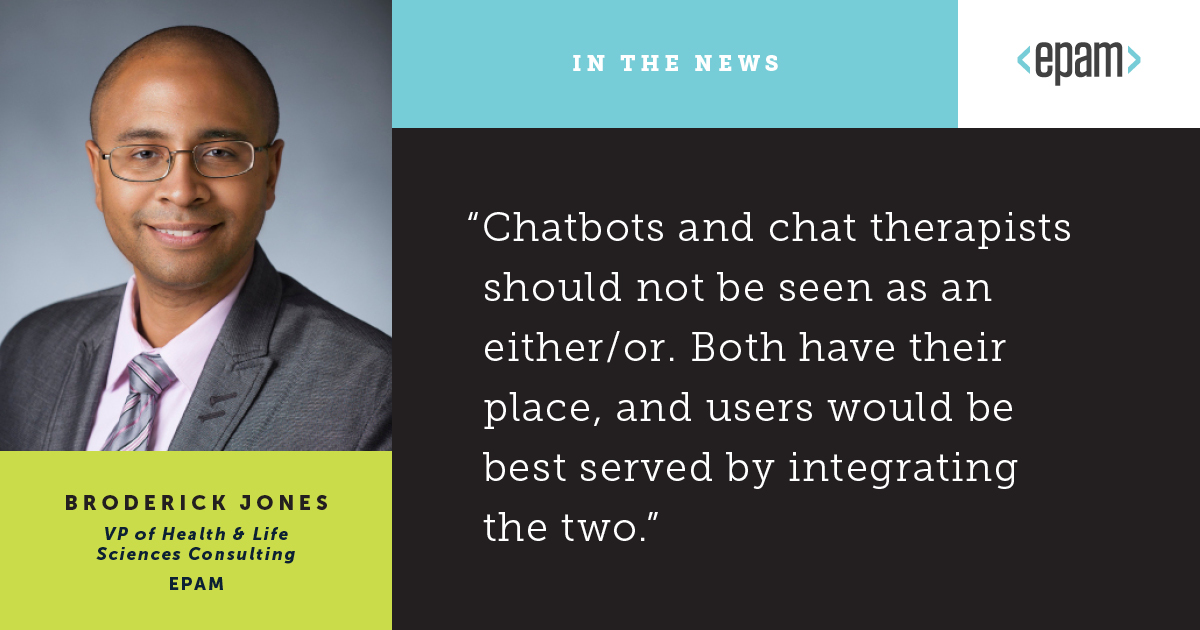 IN THE NEWS
<epam>
“Chatbots and chat therapists
should not be seen as an
either/or. Both have their
place, and users would be
best served by integrating
the two.”
BRODERICK JONES
VP of Health & Life
Sciences Consulting
EPAM